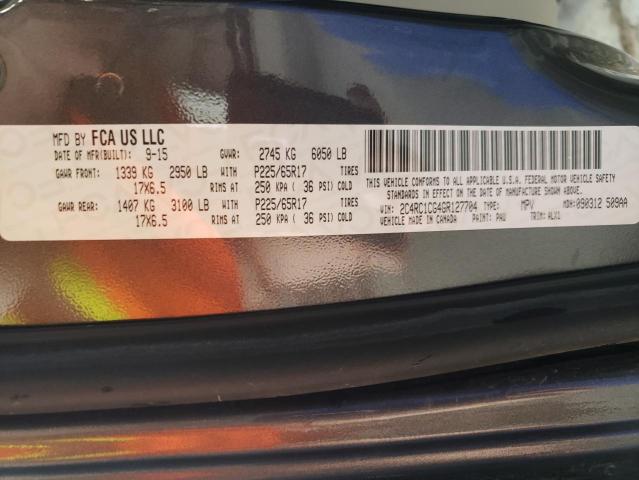 MFD BY FCA US LLC
DATE OF MFR(BUILT): 9-15 GVWR: 2745 KG 6050 LB
GAWR FRONT: 1339 KG 2950 LB WITH P225/65R17 TIRES
17X6.5 RIMS AT 250 KPA ( 36 PSI) COLD
GAWR REAR: 1407 KG 3100 LB WITH P225/65R17 TIRES
17X6.5 RIMS AT 250 KPA ( 36 PSI) COLD
THIS VEHICLE CONFORMS TO ALL APPLICABLE U.S.A. FEDERAL MOTOR VEHICLE SAFETY
STANDARDS IN EFFECT ON THE DATE OF MANUFACTURE SHOWN ABOVE.
VIN: 2C4RC1CG4GR127704 TYPE: MPV MDH: 090312 509AA
VEHICLE MADE IN CANADA PAINT: PAU TRIM: ALX1